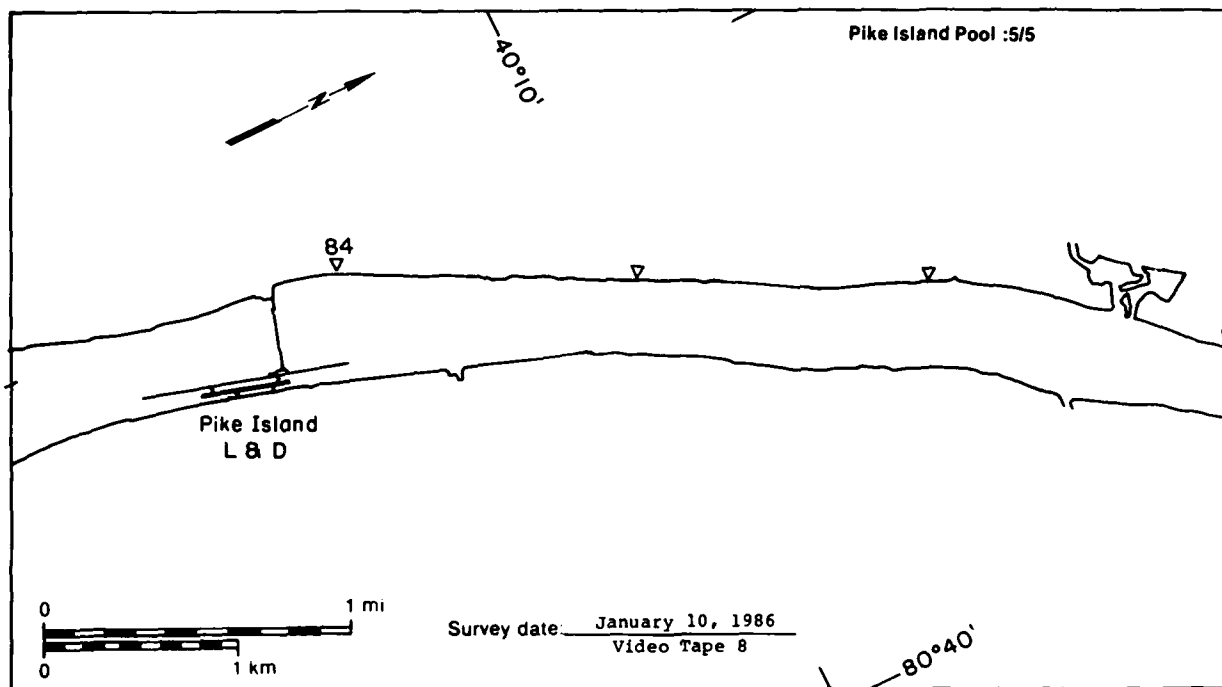 Pike Island Pool :5/5
40°10'
N
84
Pike Island
L & D
0 1 mi
0 1 km
Survey date: January 10, 1986
Video Tape 8
80°40'